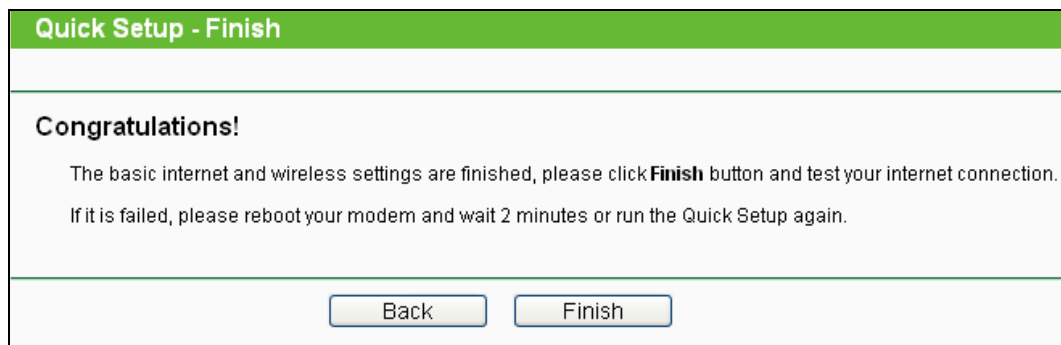 Quick Setup - Finish
Congratulations!
The basic internet and wireless settings are finished, please click Finish button and test your internet connection.
If it is failed, please reboot your modem and wait 2 minutes or run the Quick Setup again.
Back Finish